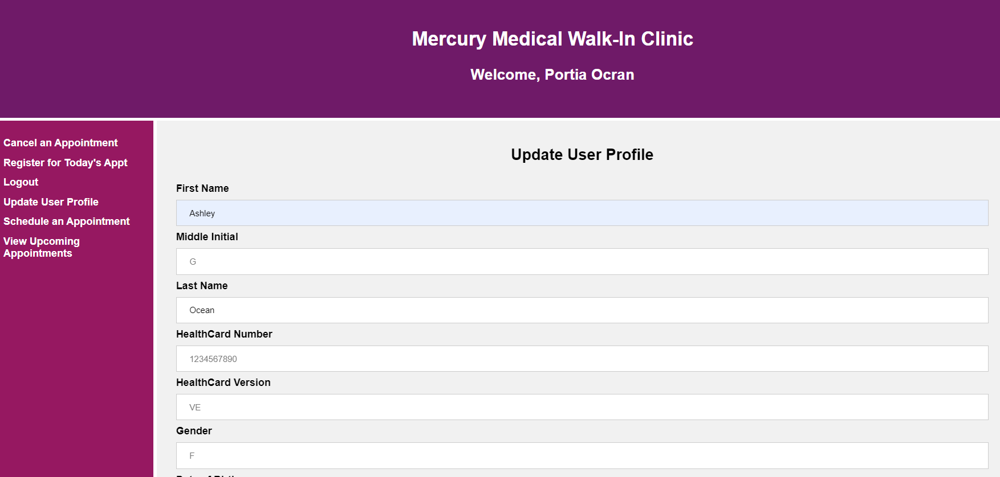 Mercury Medical Walk-In Clinic
Welcome, Portia Ocran
Cancel an Appointment
Register for Today's Appt
Logout
Update User Profile
Schedule an Appointment
View Upcoming
Appointments
Update User Profile
First Name
Ashley
Middle Initial
G
Last Name
Ocean
HealthCard Number
1234567890
HealthCard Version
VE
Gender
F